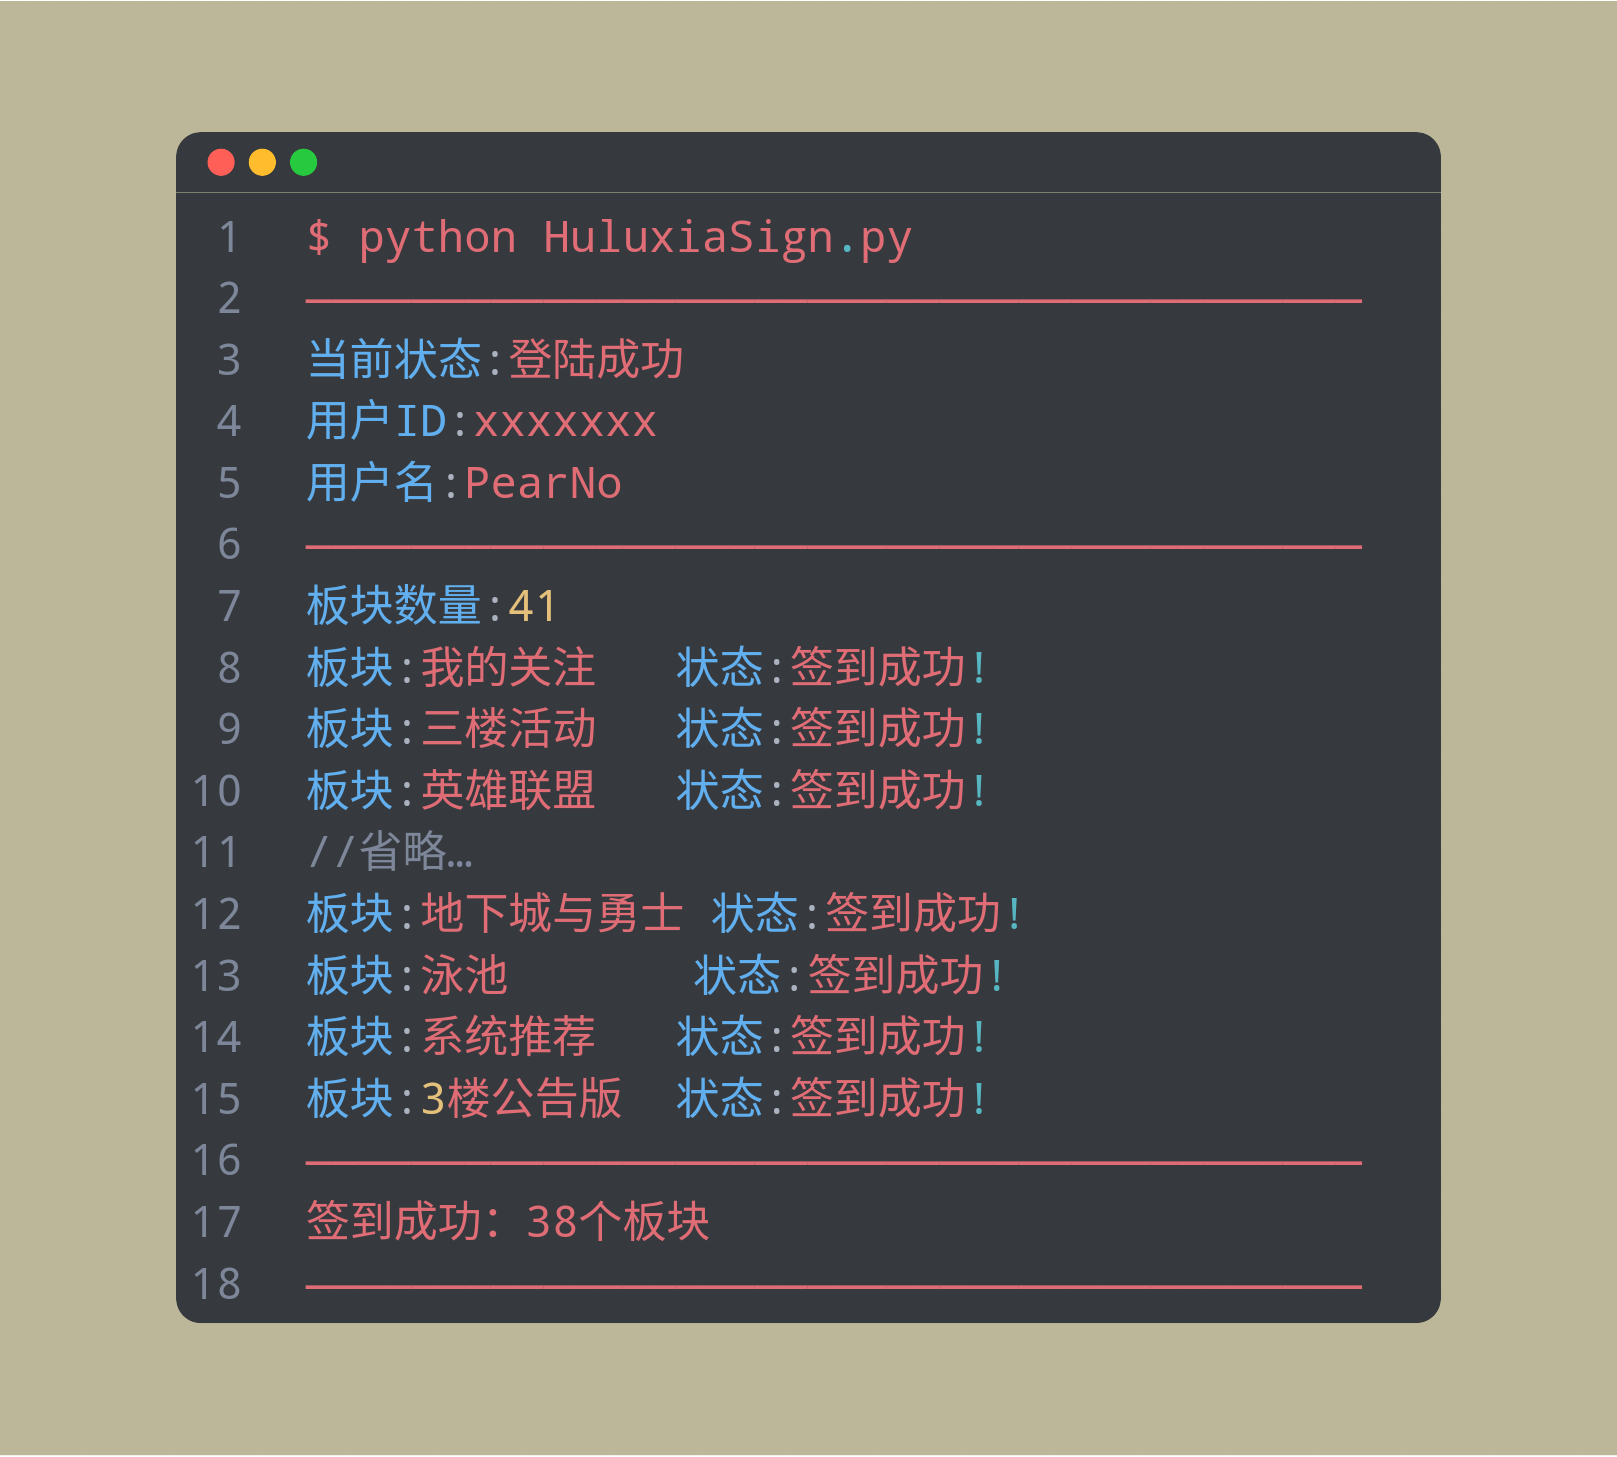 1 $ python HuluxiaSign.py
2 ────────────────────────────────────────
3 当前状态:登陆成功
4 用户ID:xxxxxxx
5 用户名:PearNo
6 ────────────────────────────────────────
7 板块数量:41
8 板块:我的关注 状态:签到成功!
9 板块:三楼活动 状态:签到成功!
10 板块:英雄联盟 状态:签到成功!
11 //省略…
12 板块:地下城与勇士 状态:签到成功!
13 板块:泳池 状态:签到成功!
14 板块:系统推荐 状态:签到成功!
15 板块:3楼公告版 状态:签到成功!
16 ────────────────────────────────────────
17 签到成功：38个板块
18 ────────────────────────────────────────